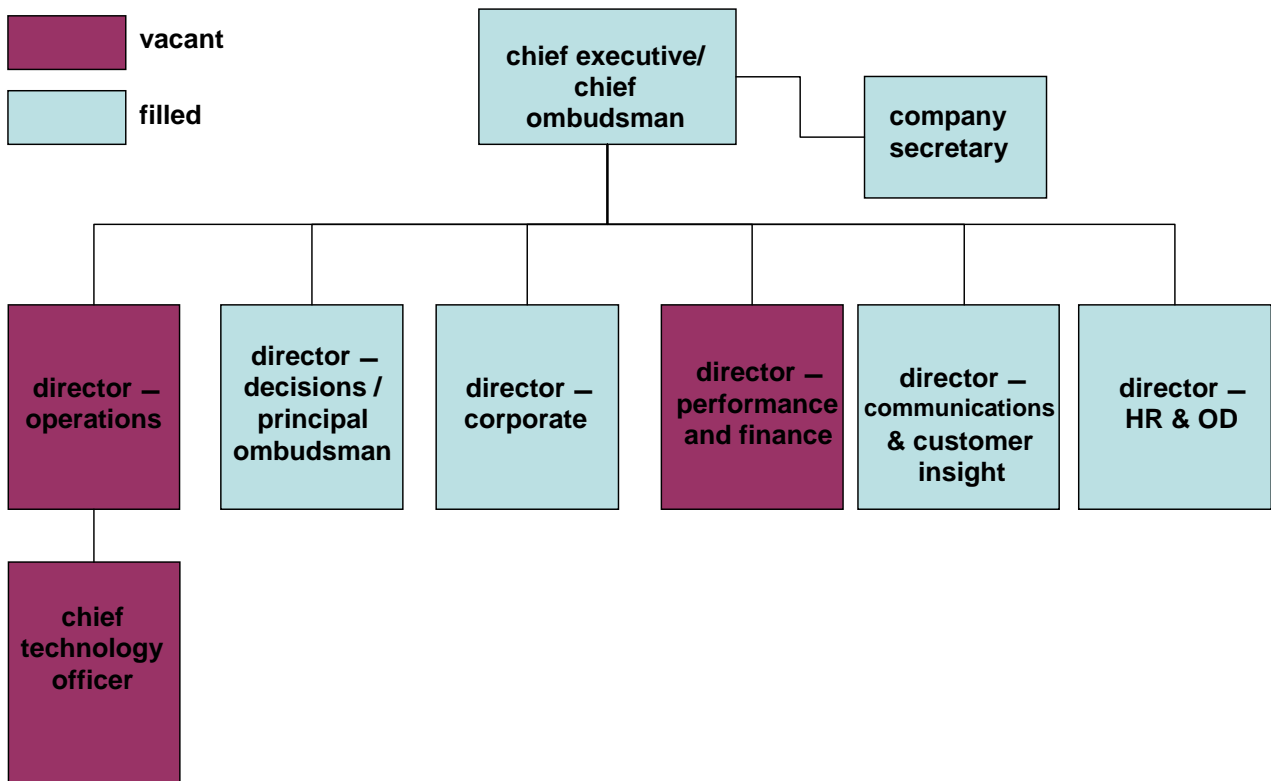 vacant
filled
chief executive/
chief
ombudsman
company
secretary
director –
operations
director –
decisions /
principal
ombudsman
director –
corporate
director –
performance
and finance
director –
communications
& customer
insight
director –
HR & OD
chief
technology
officer